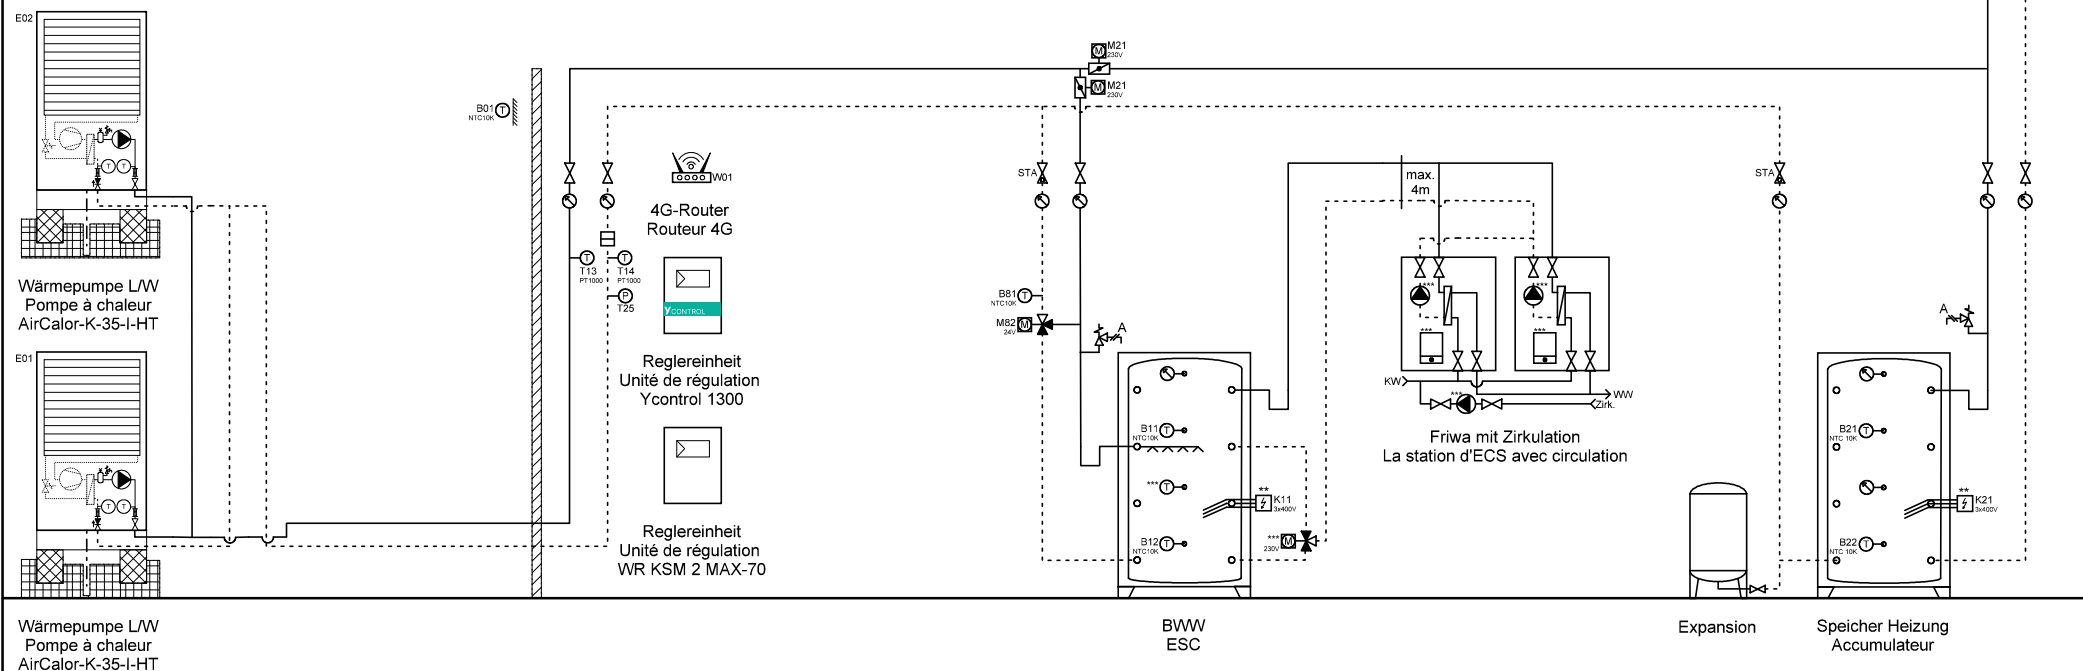 E02
Wärmepumpe L/W
Pompe à chaleur
AirCalor-K-35-I-HT
E01
Wärmepumpe L/W
Pompe à chaleur
AirCalor-K-35-I-HT
B01
NTC10K
T
T13
PT1000
T
T14
PT1000
P
T25
W01
4G-Router
Routeur 4G
YCONTROL
Reglereinheit
Unité de régulation
Ycontrol 1300
Reglereinheit
Unité de régulation
WR KSM 2 MAX-70
M M21
230V
M M21
230V
STA
B81 T
NTC10K
M82 M
24V
A
B11 T
NTC10K
*** T
B12 T
NTC10K
**
K11
3x400V
*** M
230V
BWW
ESC
max.
4m
***
***
***
***
KW
WW
***
Zirk.
Friwa mit Zirkulation
La station d'ECS avec circulation
STA
Expansion
A
B21 T
NTC 10K
B22 T
NTC 10K
**
K21
3x400V
Speicher Heizung
Accumulateur